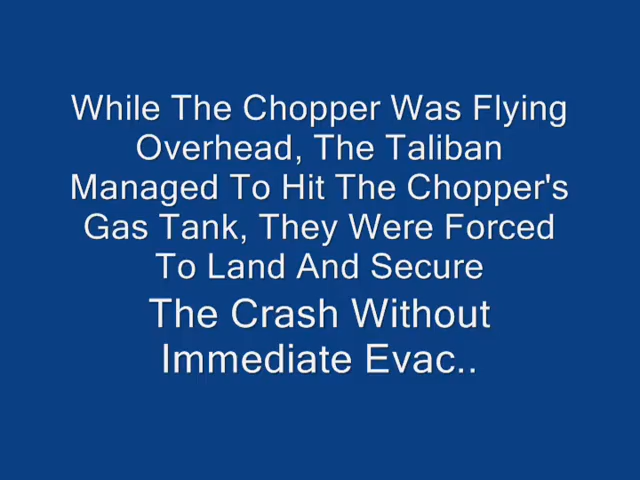 While The Chopper Was Flying
Overhead, The Taliban
Managed To Hit The Chopper's
Gas Tank, They Were Forced
To Land And Secure
The Crash Without
Immediate Evac..